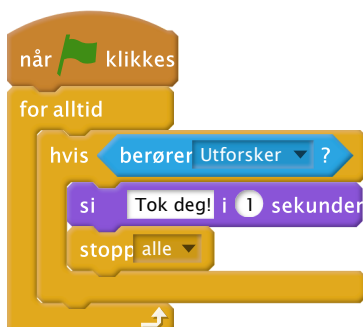 når klikkes
for alltid
hvis berører Utforsker ?
si Tok deg! i 1 sekunder
stopp alle